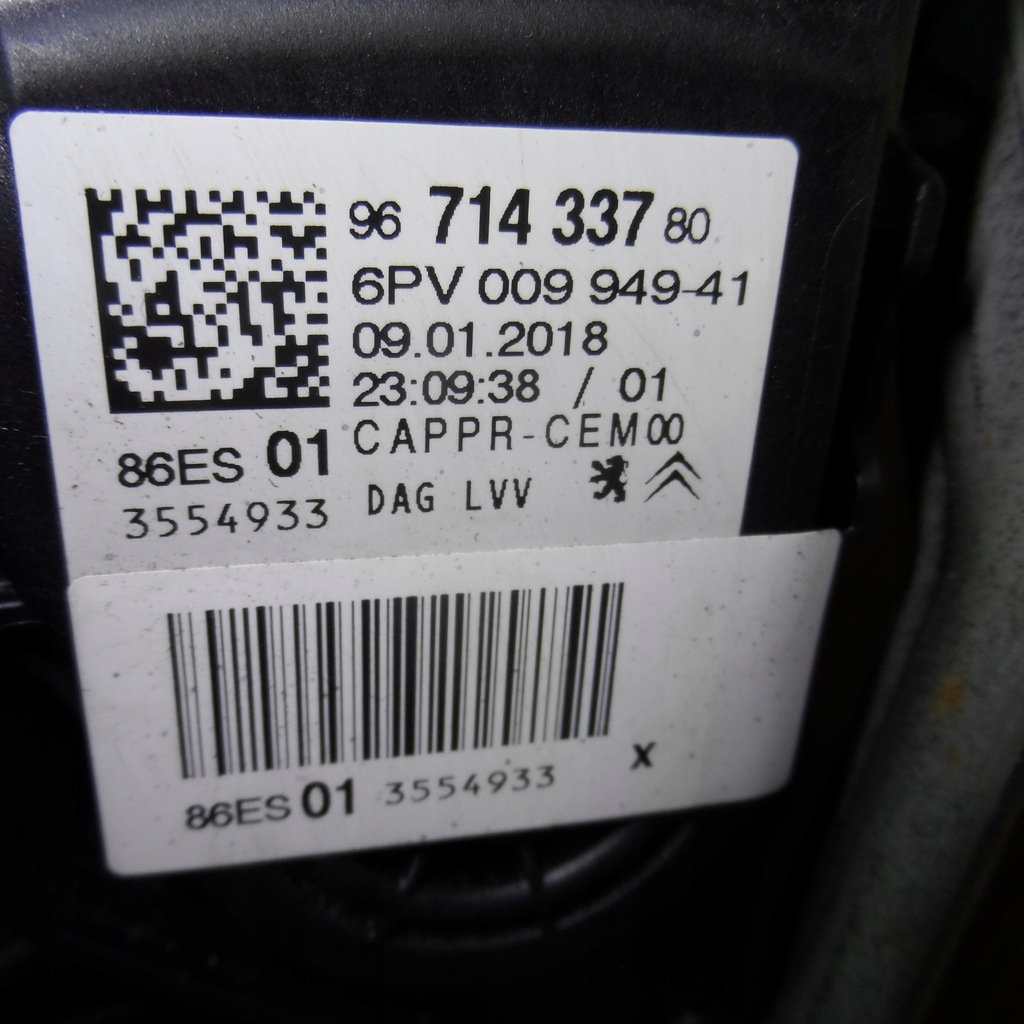 96 714 337 80
6PV 009 949-41
09.01.2018
23:09:38 / 01
CAPPR-CEM00
86ES 01
DAG LVV
3554933
86ES 01 3554933 X